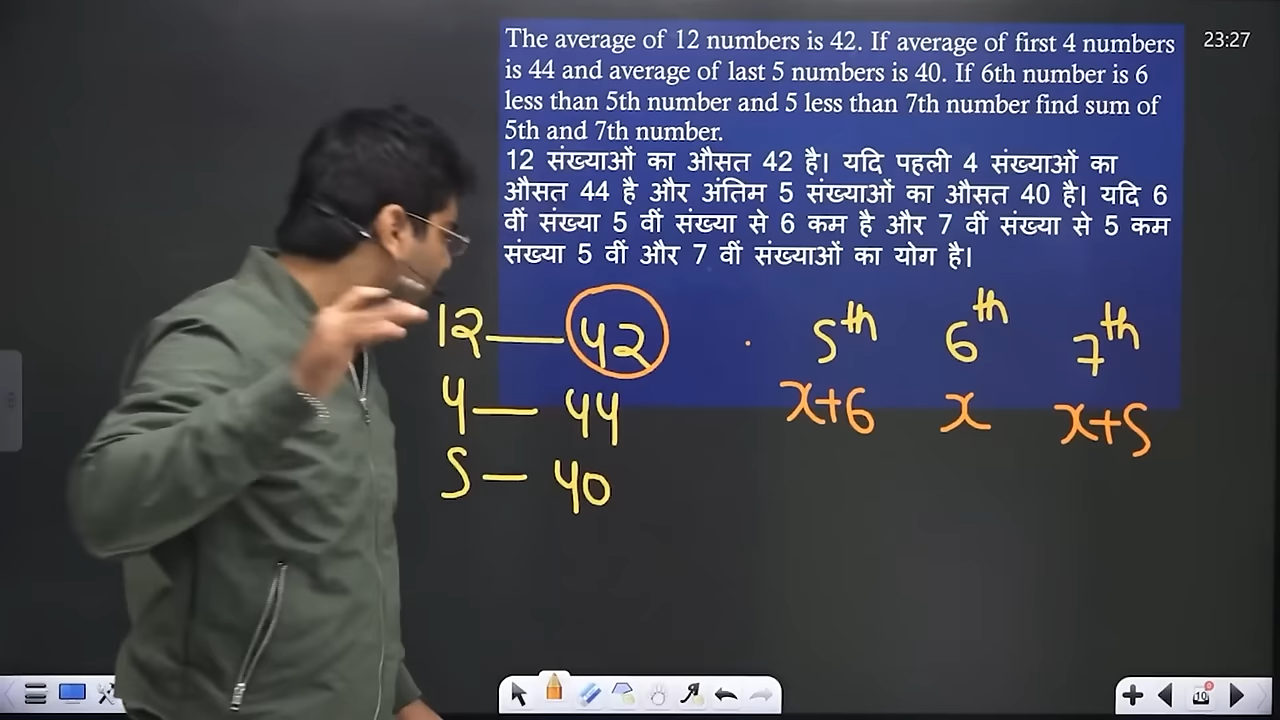 The average of 12 numbers is 42. If average of first 4 numbers
is 44 and average of last 5 numbers is 40. If 6th number is 6
less than 5th number and 5 less than 7th number find sum of
5th and 7th number.
12 संख्याओं का औसत 42 है। यदि पहली 4 संख्याओं का
औसत 44 है और अंतिम 5 संख्याओं का औसत 40 है। यदि 6
वीं संख्या 5 वीं संख्या से 6 कम है और 7 वीं संख्या से 5 कम
संख्या 5 वीं और 7 वीं संख्याओं का योग है।
23:27
12 — 42
4 — 44
5 — 40
5th 6th 7th
x+6 x x+5
10